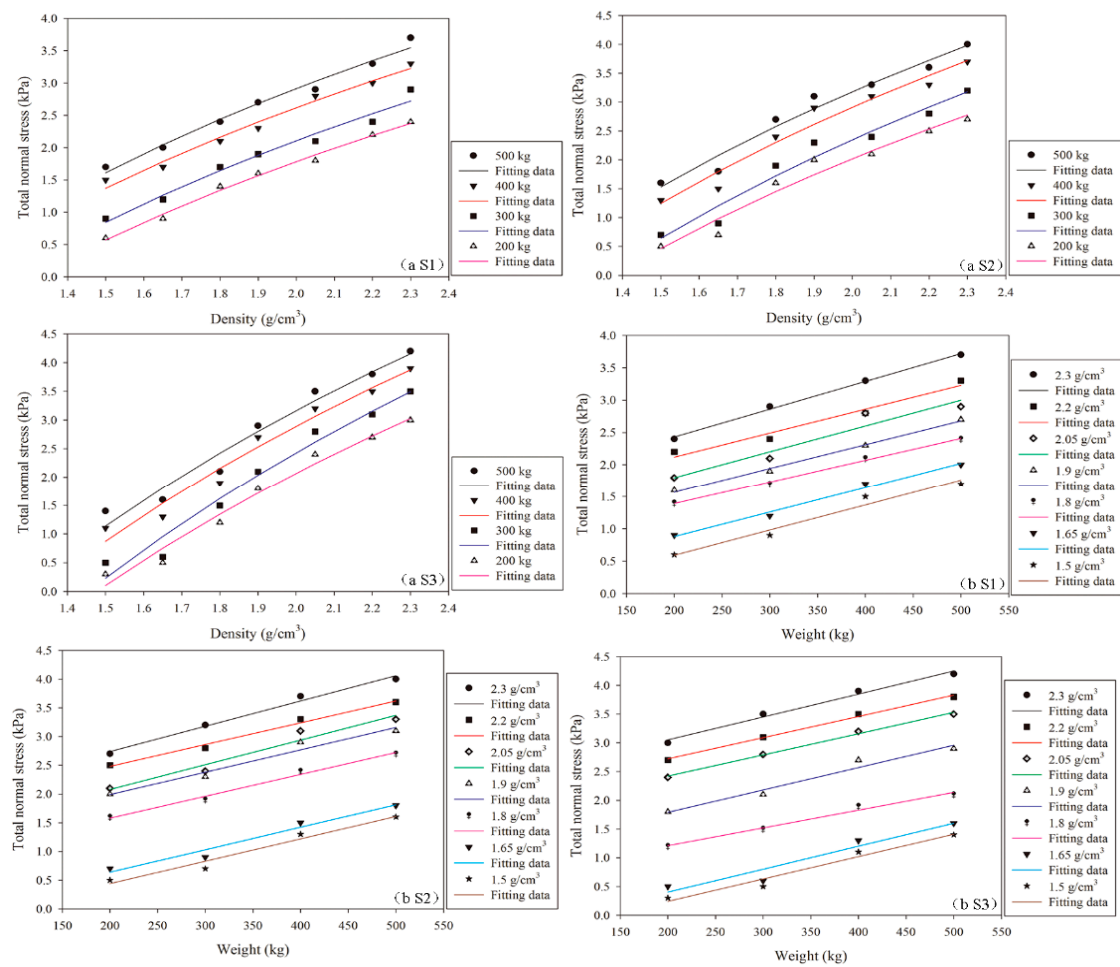 Total normal stress (kPa)
4.0
3.5
3.0
2.5
2.0
1.5
1.0
0.5
0.0
1.4 1.5 1.6 1.7 1.8 1.9 2.0 2.1 2.2 2.3 2.4
Density (g/cm³)
500 kg
Fitting data
400 kg
Fitting data
300 kg
Fitting data
200 kg
Fitting data
(a S1)
Total normal stress (kPa)
4.5
4.0
3.5
3.0
2.5
2.0
1.5
1.0
0.5
0.0
1.4 1.5 1.6 1.7 1.8 1.9 2.0 2.1 2.2 2.3 2.4
Density (g/cm³)
500 kg
Fitting data
400 kg
Fitting data
300 kg
Fitting data
200 kg
Fitting data
(a S2)
Total normal stress (kPa)
4.5
4.0
3.5
3.0
2.5
2.0
1.5
1.0
0.5
0.0
1.4 1.5 1.6 1.7 1.8 1.9 2.0 2.1 2.2 2.3 2.4
Density (g/cm³)
500 kg
Fitting data
400 kg
Fitting data
300 kg
Fitting data
200 kg
Fitting data
(a S3)
Total normal stress (kPa)
4.0
3.5
3.0
2.5
2.0
1.5
1.0
0.5
0.0
150 200 250 300 350 400 450 500 550
Weight (kg)
2.3 g/cm³
Fitting data
2.2 g/cm³
Fitting data
2.05 g/cm³
Fitting data
1.9 g/cm³
Fitting data
1.8 g/cm³
Fitting data
1.65 g/cm³
Fitting data
1.5 g/cm³
Fitting data
(b S1)
Total normal stress (kPa)
4.5
4.0
3.5
3.0
2.5
2.0
1.5
1.0
0.5
0.0
150 200 250 300 350 400 450 500 550
Weight (kg)
2.3 g/cm³
Fitting data
2.2 g/cm³
Fitting data
2.05 g/cm³
Fitting data
1.9 g/cm³
Fitting data
1.8 g/cm³
Fitting data
1.65 g/cm³
Fitting data
1.5 g/cm³
Fitting data
(b S2)
Total normal stress (kPa)
4.5
4.0
3.5
3.0
2.5
2.0
1.5
1.0
0.5
0.0
150 200 250 300 350 400 450 500 550
Weight (kg)
2.3 g/cm³
Fitting data
2.2 g/cm³
Fitting data
2.05 g/cm³
Fitting data
1.9 g/cm³
Fitting data
1.8 g/cm³
Fitting data
1.65 g/cm³
Fitting data
1.5 g/cm³
Fitting data
(b S3)